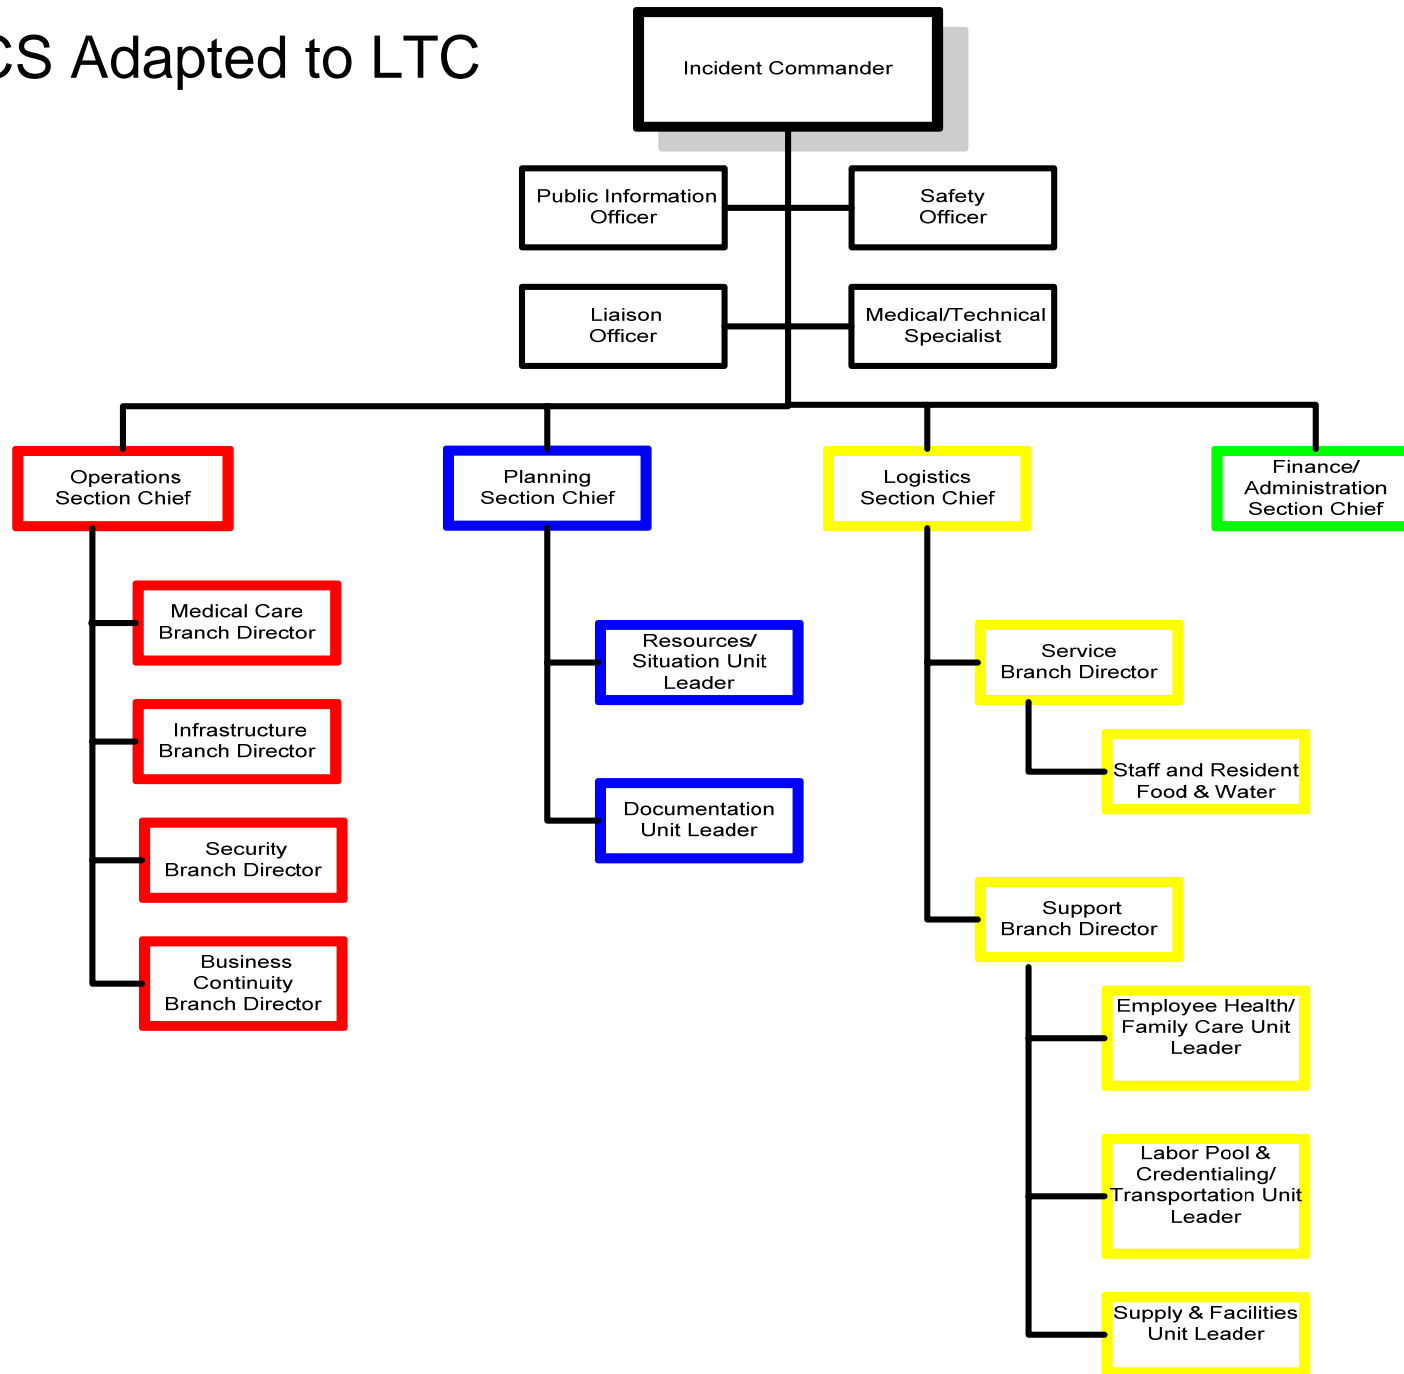 CS Adapted to LTC
Incident Commander
Public Information
Officer
Safety
Officer
Liaison
Officer
Medical/Technical
Specialist
Operations
Section Chief
Planning
Section Chief
Logistics
Section Chief
Finance/
Administration
Section Chief
Medical Care
Branch Director
Infrastructure
Branch Director
Security
Branch Director
Business
Continuity
Branch Director
Resources/
Situation Unit
Leader
Documentation
Unit Leader
Service
Branch Director
Staff and Resident
Food & Water
Support
Branch Director
Employee Health/
Family Care Unit
Leader
Labor Pool &
Credentialing/
Transportation Unit
Leader
Supply & Facilities
Unit Leader